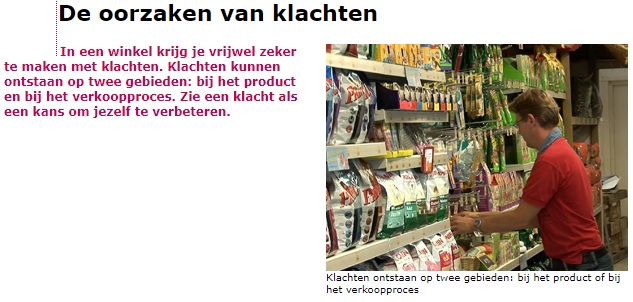 De oorzaken van klachten
In een winkel krijg je vrijwel zeker
te maken met klachten. Klachten kunnen
ontstaan op twee gebieden: bij het product
en bij het verkoopproces. Zie een klacht als
een kans om jezelf te verbeteren.
Klachten ontstaan op twee gebieden: bij het product of bij
het verkoopproces